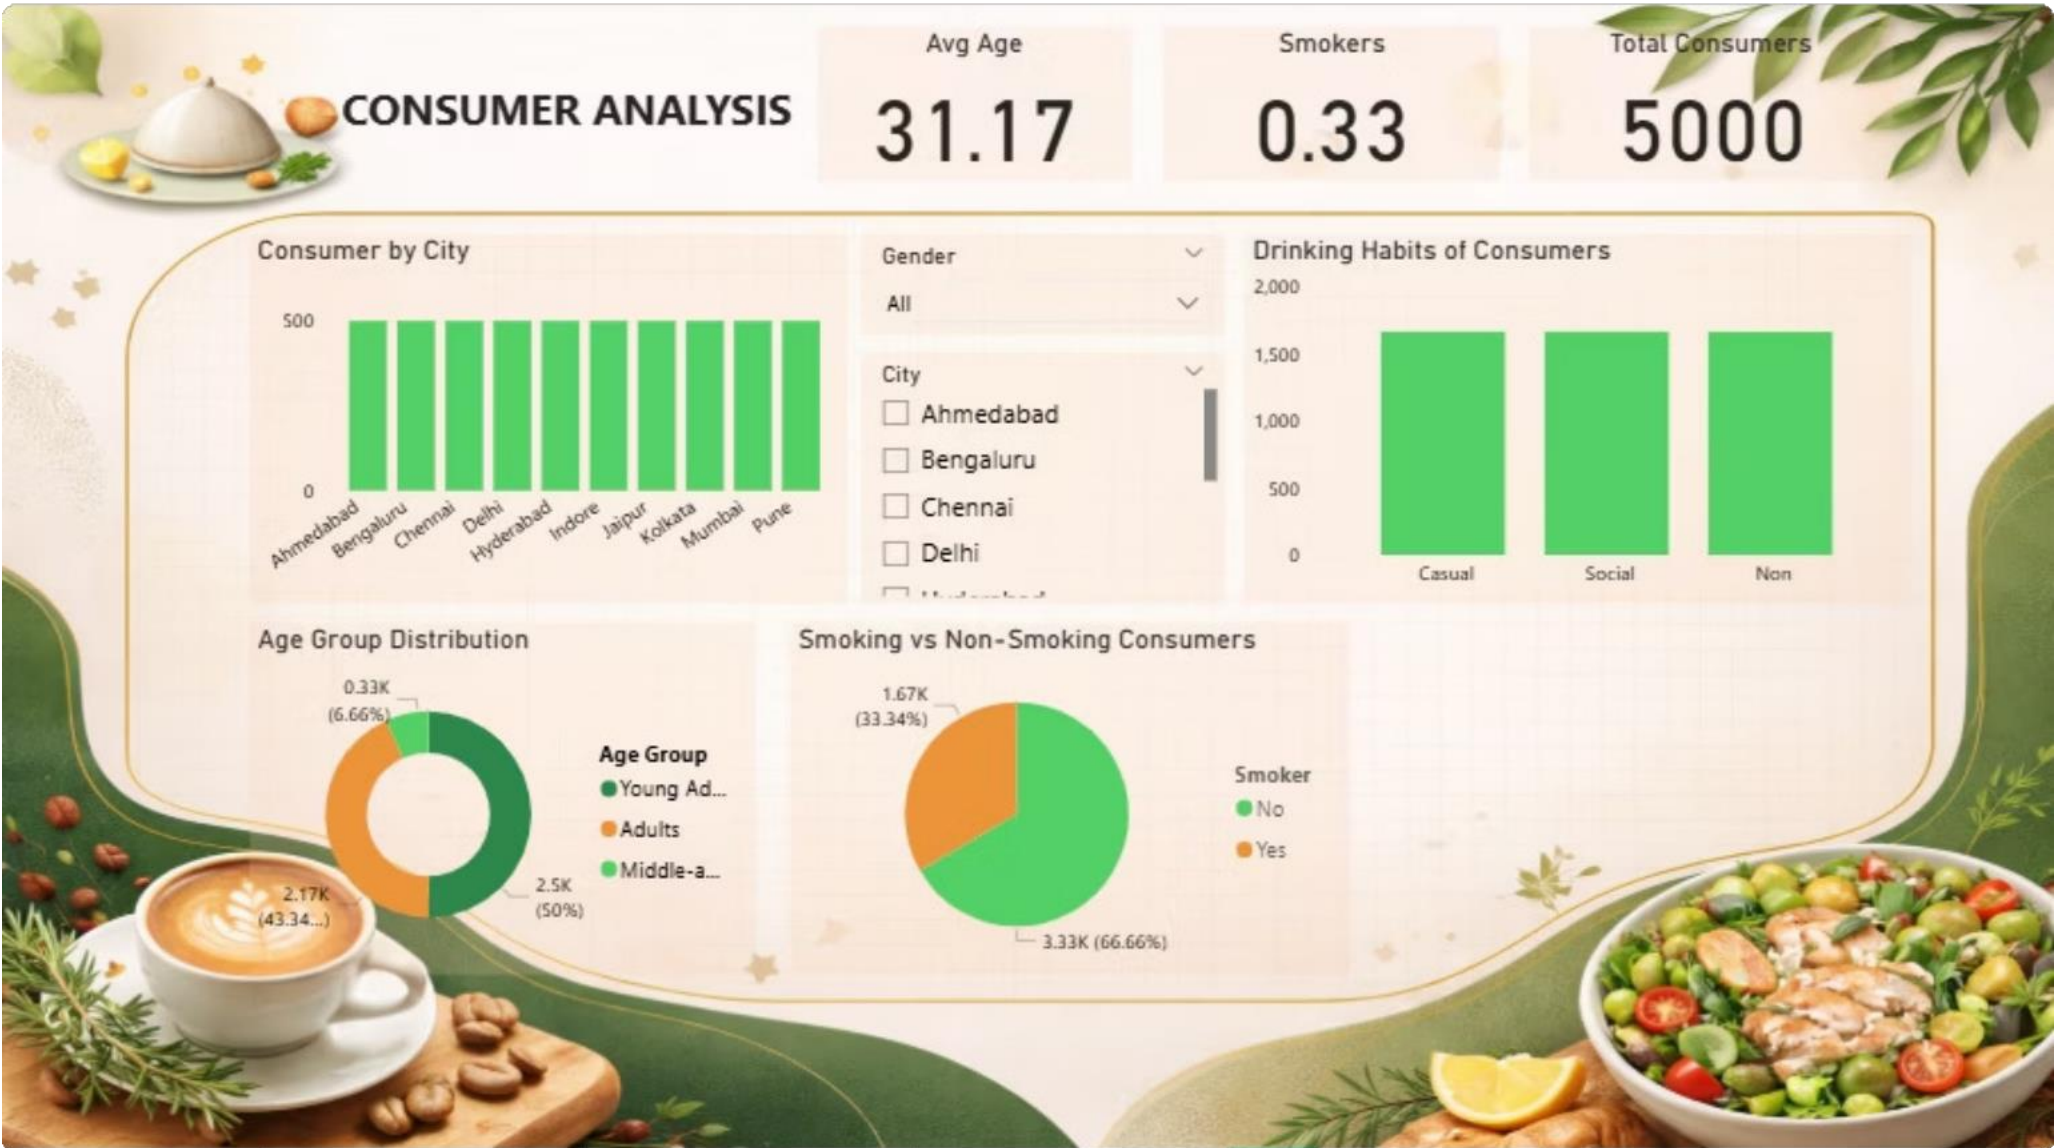 CONSUMER ANALYSIS
Avg Age
31.17
Smokers
0.33
Total Consumers
5000
Consumer by City
500
0
Ahmedabad
Bengaluru
Chennai
Delhi
Hyderabad
Indore
Jaipur
Kolkata
Mumbai
Pune
Gender
All
City
Ahmedabad
Bengaluru
Chennai
Delhi
Drinking Habits of Consumers
2,000
1,500
1,000
500
0
Casual
Social
Non
Age Group Distribution
0.33K
(6.66%)
2.17K
(43.34...)
2.5K
(50%)
Age Group
Young Ad...
Adults
Middle-a...
Smoking vs Non-Smoking Consumers
1.67K
(33.34%)
3.33K (66.66%)
Smoker
No
Yes